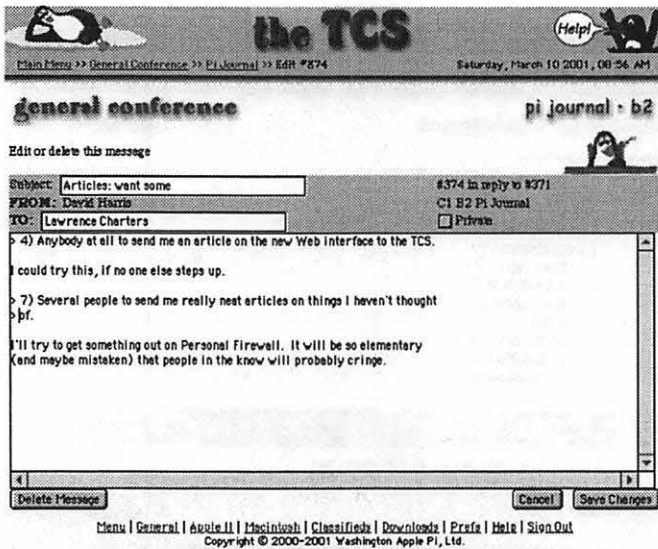 the TCS
Help!
Main Menu >> General Conference >> Pi Journal >> Edit #374
Saturday, March 10 2001, 08:56 AM
general conference
pi journal - b2
Edit or delete this message
Subject: Articles: want some
#374 in reply to #371
FROM: David Harris
C1 B2 Pi Journal
TO: Lawrence Charters
Private
> 4) Anybody at all to send me an article on the new Web interface to the TCS.
I could try this, if no one else steps up.
> 7) Several people to send me really neat articles on things I haven't thought
> of.
I'll try to get something out on Personal Firewall. It will be so elementary
(and maybe mistaken) that people in the know will probably cringe.
Delete Message
Cancel
Save Changes
Menu | General | Apple II | Macintosh | Classifieds | Downloads | Prefs | Help | Sign Out
Copyright © 2000-2001 Washington Apple Pi, Ltd.